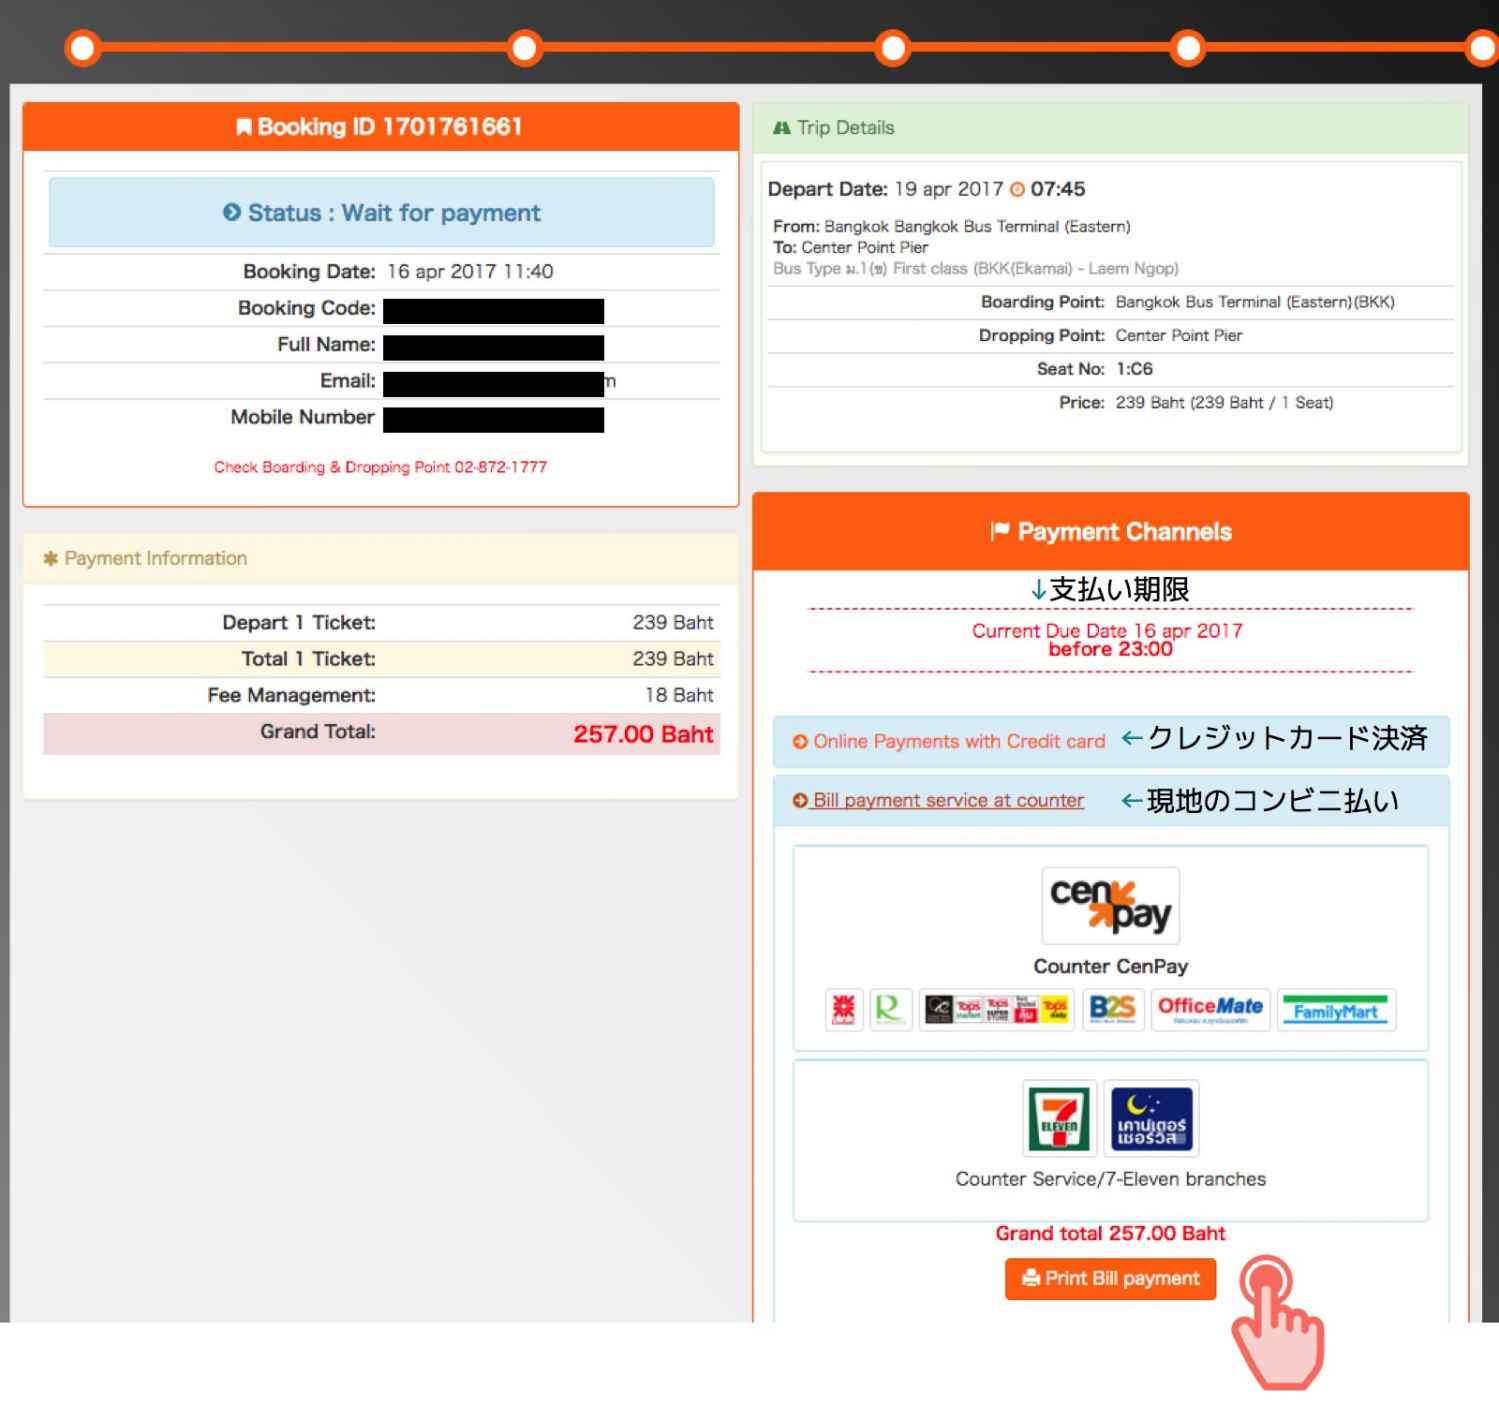 Booking ID 1701761661
Status : Wait for payment
Booking Date: 16 apr 2017 11:40
Booking Code:
Full Name:
Email: m
Mobile Number
Check Boarding & Dropping Point 02-872-1777
Payment Information
Depart 1 Ticket: 239 Baht
Total 1 Ticket: 239 Baht
Fee Management: 18 Baht
Grand Total: 257.00 Baht
Trip Details
Depart Date: 19 apr 2017 07:45
From: Bangkok Bangkok Bus Terminal (Eastern)
To: Center Point Pier
Bus Type ม.1(ข) First class (BKK(Ekamai) - Laem Ngop)
Boarding Point: Bangkok Bus Terminal (Eastern)(BKK)
Dropping Point: Center Point Pier
Seat No: 1:C6
Price: 239 Baht (239 Baht / 1 Seat)
Payment Channels
↓支払い期限
Current Due Date 16 apr 2017
before 23:00
Online Payments with Credit card ←クレジットカード決済
Bill payment service at counter ←現地のコンビニ払い
cen
pay
Counter CenPay
R Tops Tops Tops B2S OfficeMate FamilyMart
7 ELEVEN เคาน์เตอร์
เซอร์วิส
Counter Service/7-Eleven branches
Grand total 257.00 Baht
Print Bill payment